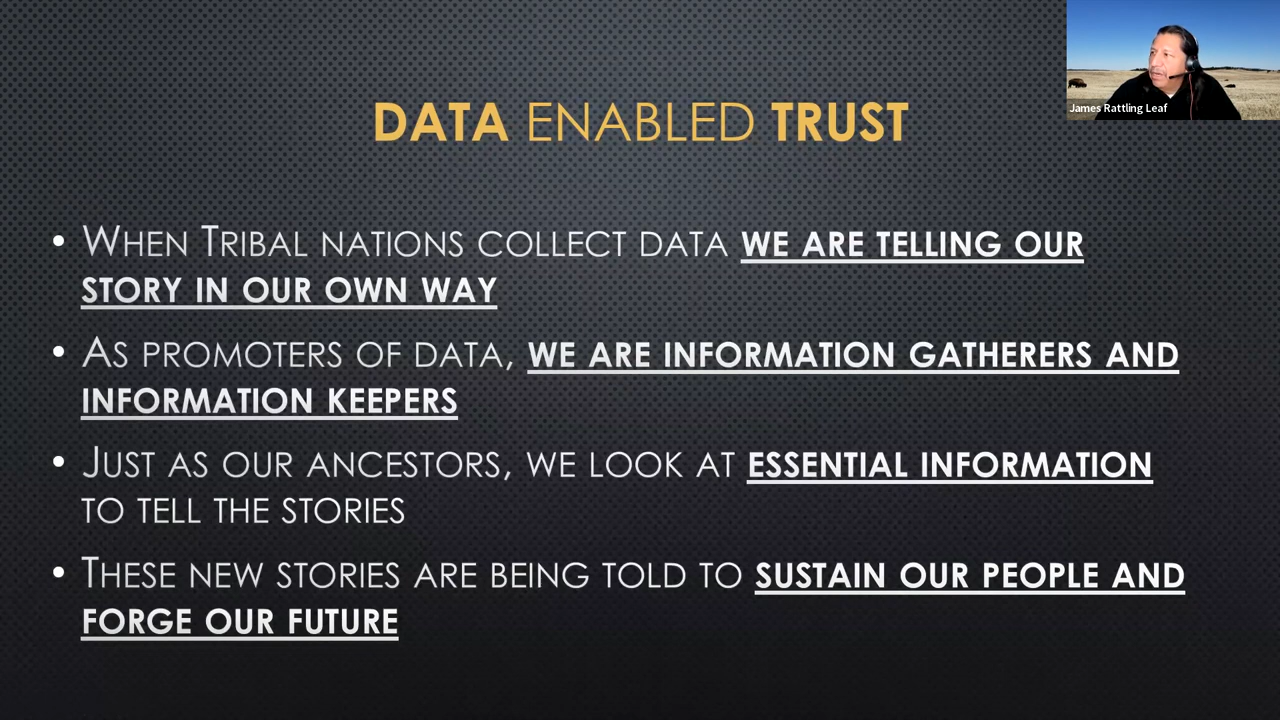 DATA ENABLED TRUST
James Rattling Leaf
• WHEN TRIBAL NATIONS COLLECT DATA WE ARE TELLING OUR
STORY IN OUR OWN WAY
• AS PROMOTERS OF DATA, WE ARE INFORMATION GATHERERS AND
INFORMATION KEEPERS
• JUST AS OUR ANCESTORS, WE LOOK AT ESSENTIAL INFORMATION
TO TELL THE STORIES
• THESE NEW STORIES ARE BEING TOLD TO SUSTAIN OUR PEOPLE AND
FORGE OUR FUTURE